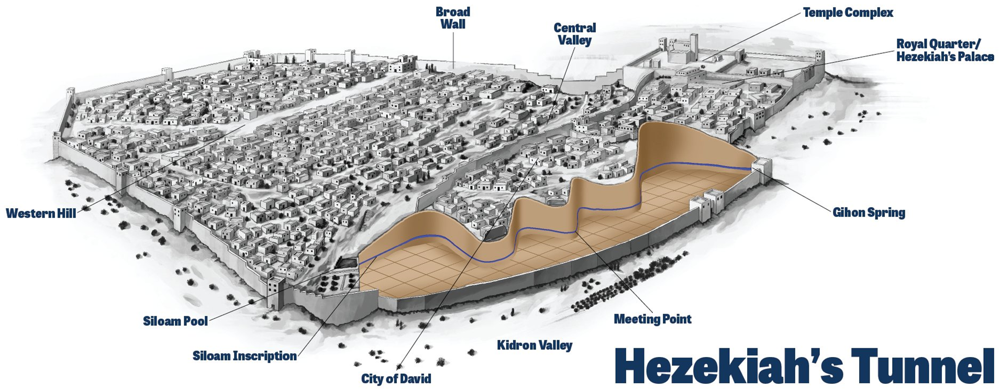 Broad
Wall
Central
Valley
Temple Complex
Royal Quarter/
Hezekiah's Palace
Western Hill
Gihon Spring
Siloam Pool
Meeting Point
Siloam Inscription
Kidron Valley
City of David
Hezekiah's Tunnel